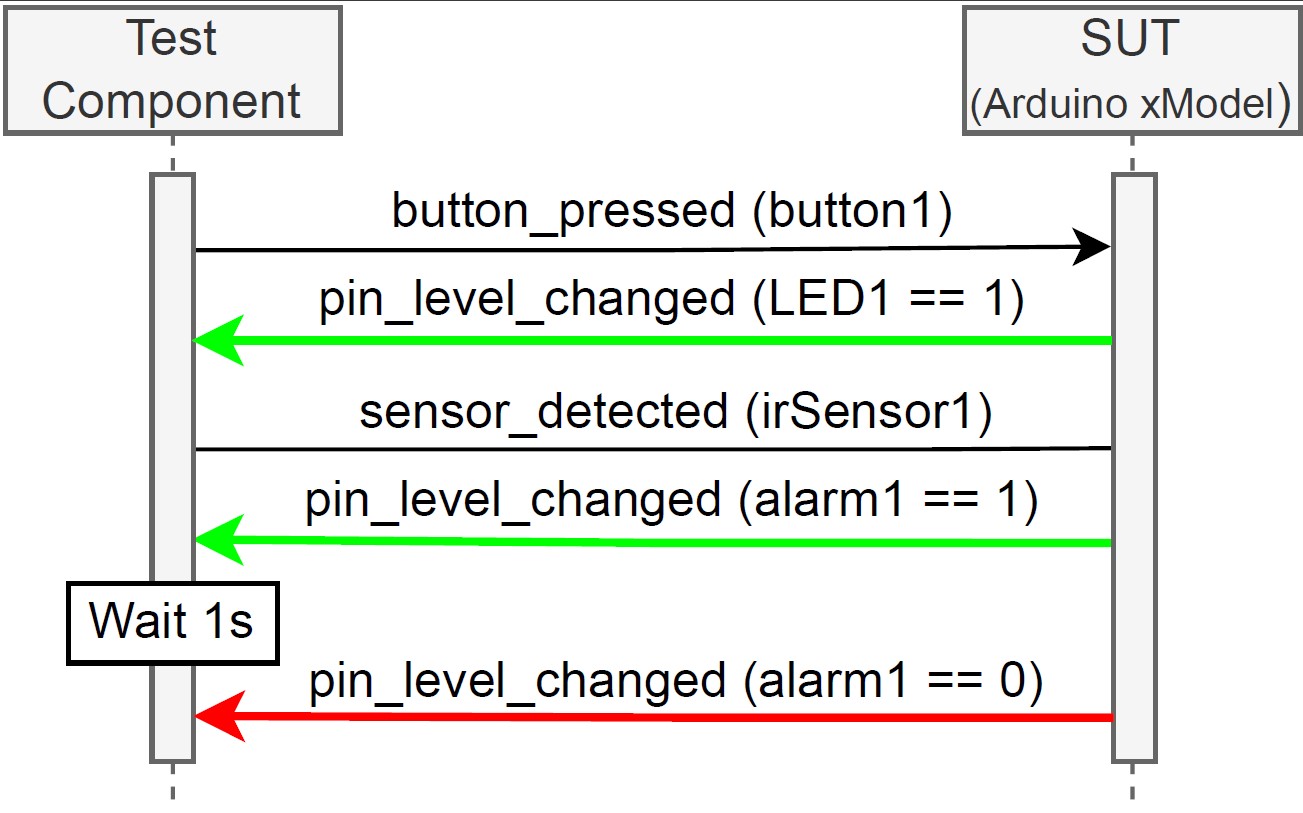 Test
Component
SUT
(Arduino xModel)
button_pressed (button1)
pin_level_changed (LED1 == 1)
sensor_detected (irSensor1)
pin_level_changed (alarm1 == 1)
Wait 1s
pin_level_changed (alarm1 == 0)